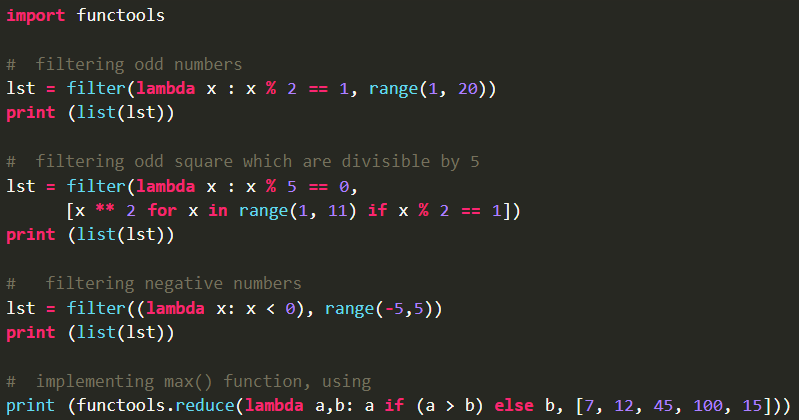 import functools
#  filtering odd numbers
lst = filter(lambda x : x % 2 == 1, range(1, 20))
print (list(lst))
#  filtering odd square which are divisible by 5
lst = filter(lambda x : x % 5 == 0,
      [x ** 2 for x in range(1, 11) if x % 2 == 1])
print (list(lst))
#   filtering negative numbers
lst = filter((lambda x: x < 0), range(-5,5))
print (list(lst))
#  implementing max() function, using
print (functools.reduce(lambda a,b: a if (a > b) else b, [7, 12, 45, 100, 15]))